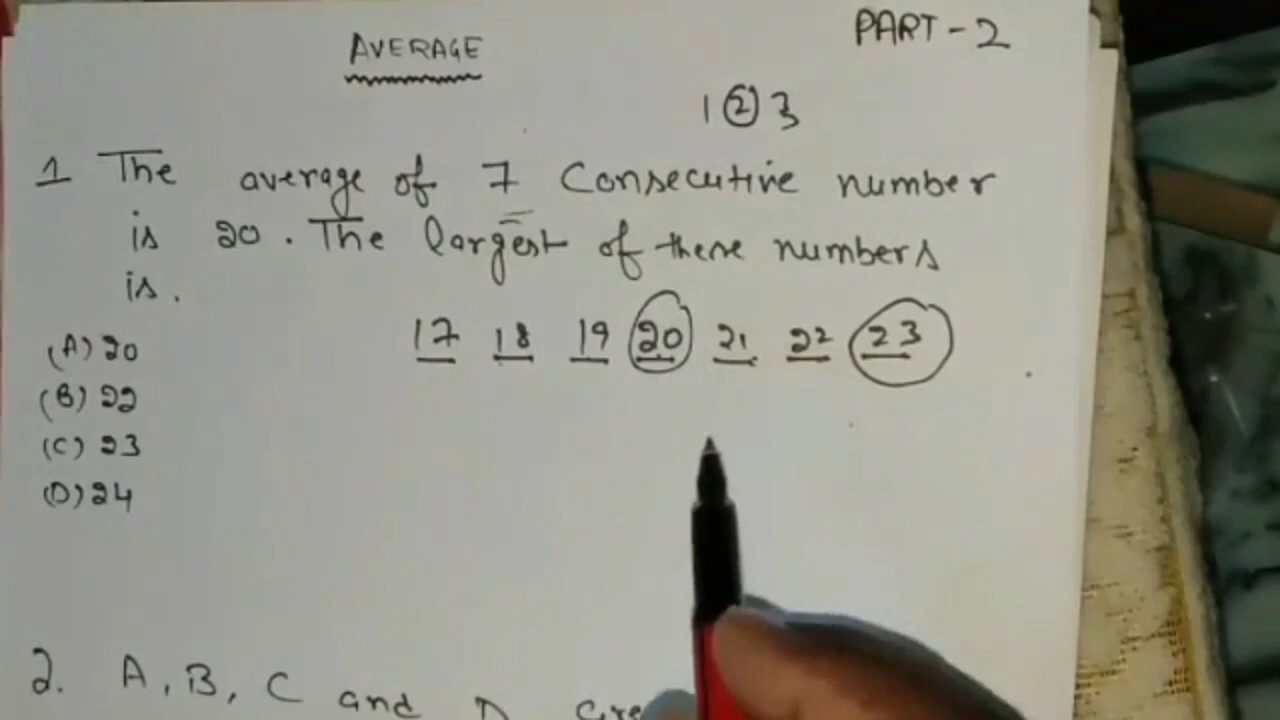 AVERAGE
PART-2
1 2 3
1 The average of 7 Consecutive number
is 20. The largest of these numbers
is.
17 18 19 20 21 22 23
(A) 20
(B) 22
(C) 23
(D) 24
2. A, B, C and D are